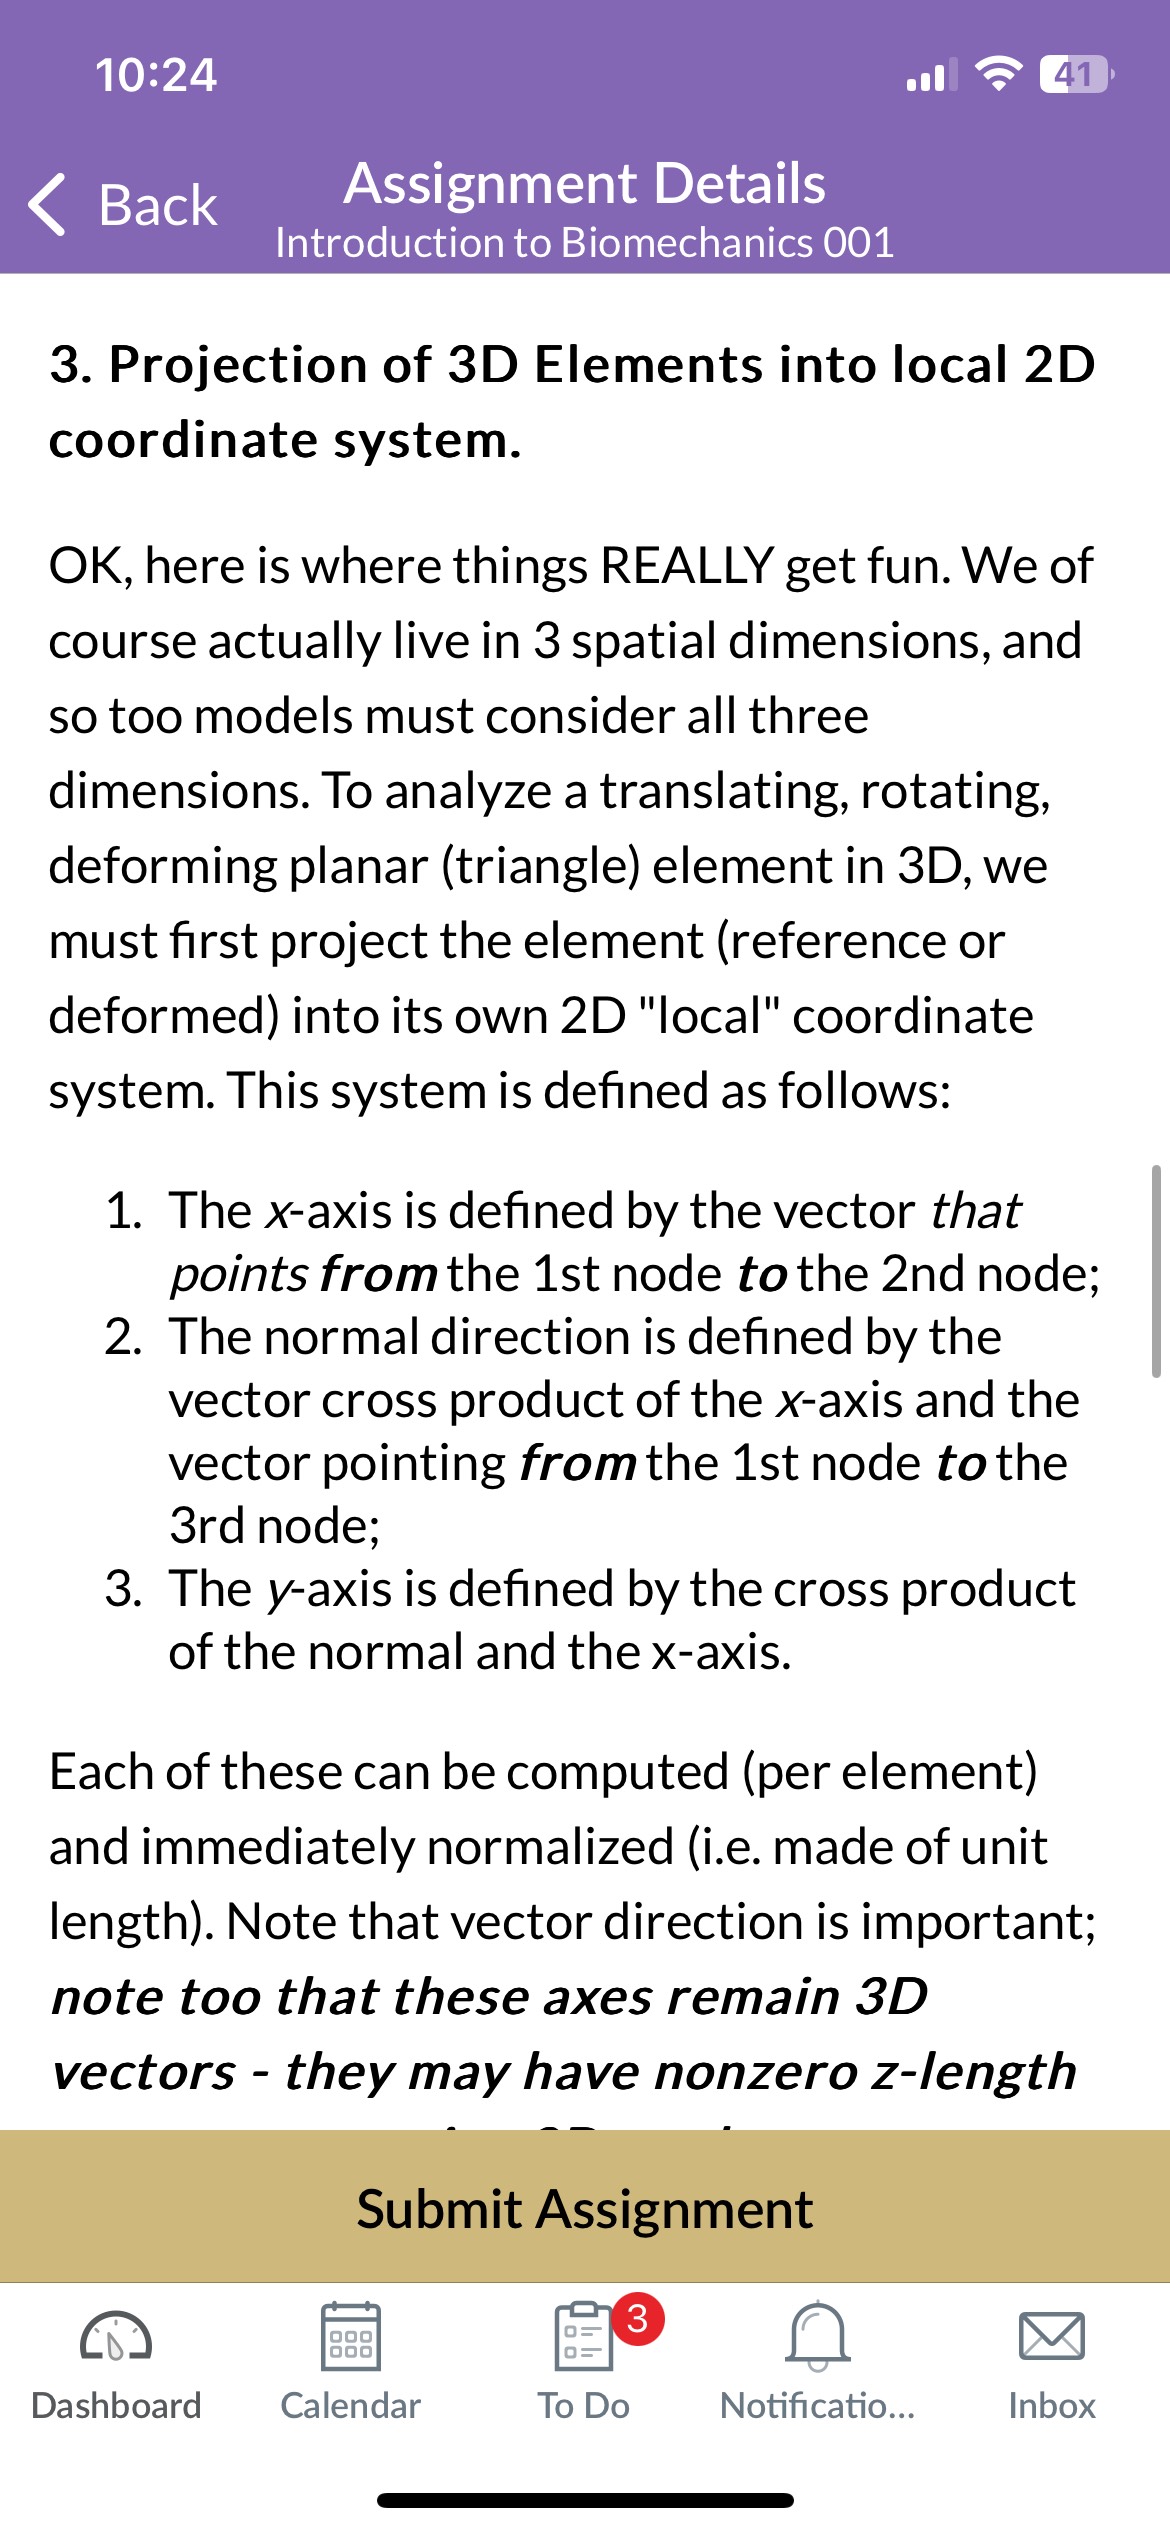 10:24
41
Back
Assignment Details
Introduction to Biomechanics 001
3. Projection of 3D Elements into local 2D
coordinate system.
OK, here is where things REALLY get fun. We of
course actually live in 3 spatial dimensions, and
so too models must consider all three
dimensions. To analyze a translating, rotating,
deforming planar (triangle) element in 3D, we
must first project the element (reference or
deformed) into its own 2D "local" coordinate
system. This system is defined as follows:
1. The x-axis is defined by the vector that
points from the 1st node to the 2nd node;
2. The normal direction is defined by the
vector cross product of the x-axis and the
vector pointing from the 1st node to the
3rd node;
3. The y-axis is defined by the cross product
of the normal and the x-axis.
Each of these can be computed (per element)
and immediately normalized (i.e. made of unit
length). Note that vector direction is important;
note too that these axes remain 3D
vectors - they may have nonzero z-length
Submit Assignment
3
Dashboard
Calendar
To Do
Notificatio...
Inbox